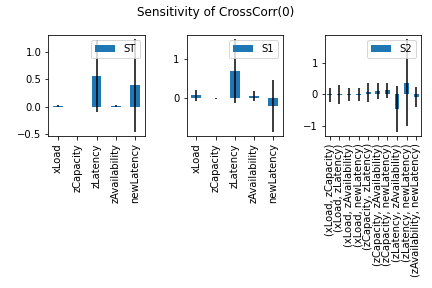 Sensitivity of CrossCorr(0)
ST
1.0
0.5
0.0
−0.5
xLoad
zCapacity
zLatency
zAvailability
newLatency
S1
1
0
xLoad
zCapacity
zLatency
zAvailability
newLatency
S2
1
0
−1
(xLoad, zCapacity)
(xLoad, zLatency)
(xLoad, zAvailability)
(xLoad, newLatency)
(zCapacity, zLatency)
(zCapacity, zAvailability)
(zCapacity, newLatency)
(zLatency, zAvailability)
(zLatency, newLatency)
(zAvailability, newLatency)